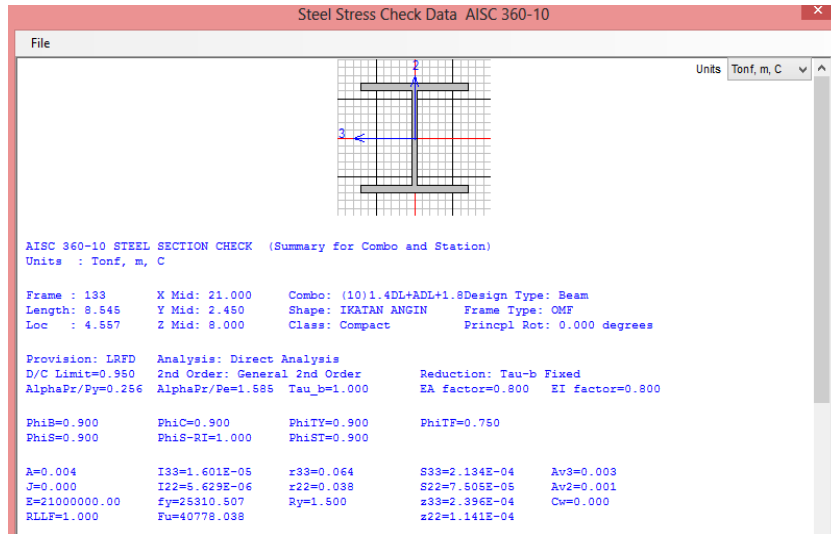 Steel Stress Check Data AISC 360-10
File
Units Tonf, m, C
2
3
AISC 360-10 STEEL SECTION CHECK (Summary for Combo and Station)
Units : Tonf, m, C
Frame : 133 X Mid: 21.000 Combo: (10)1.4DL+ADL+1.8Design Type: Beam
Length: 8.545 Y Mid: 2.450 Shape: IKATAN ANGIN Frame Type: OMF
Loc : 4.557 Z Mid: 8.000 Class: Compact Princpl Rot: 0.000 degrees
Provision: LRFD Analysis: Direct Analysis
D/C Limit=0.950 2nd Order: General 2nd Order Reduction: Tau-b Fixed
AlphaPr/Py=0.256 AlphaPr/Pe=1.585 Tau_b=1.000 EA factor=0.800 EI factor=0.800
PhiB=0.900 PhiC=0.900 PhiTY=0.900 PhiTF=0.750
PhiS=0.900 PhiS-RI=1.000 PhiST=0.900
A=0.004 I33=1.601E-05 r33=0.064 S33=2.134E-04 Av3=0.003
J=0.000 I22=5.629E-06 r22=0.038 S22=7.505E-05 Av2=0.001
E=21000000.00 fy=25310.507 Ry=1.500 z33=2.396E-04 Cw=0.000
RLLF=1.000 Fu=40778.038 z22=1.141E-04